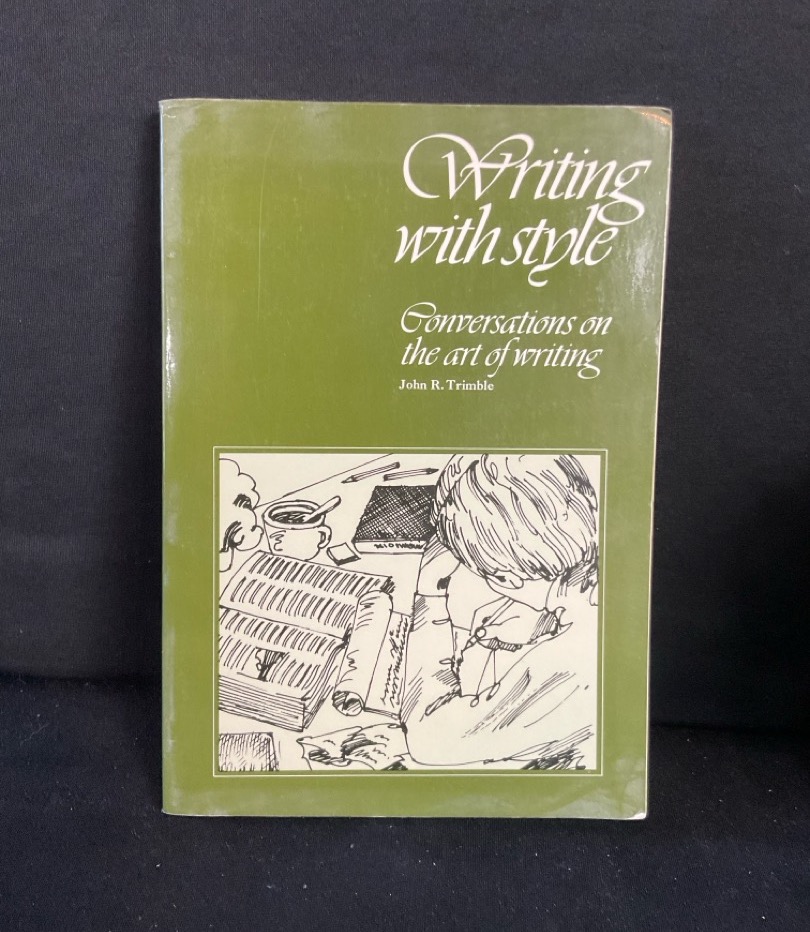 Writing
with style
Conversations on
the art of writing
John R. Trimble